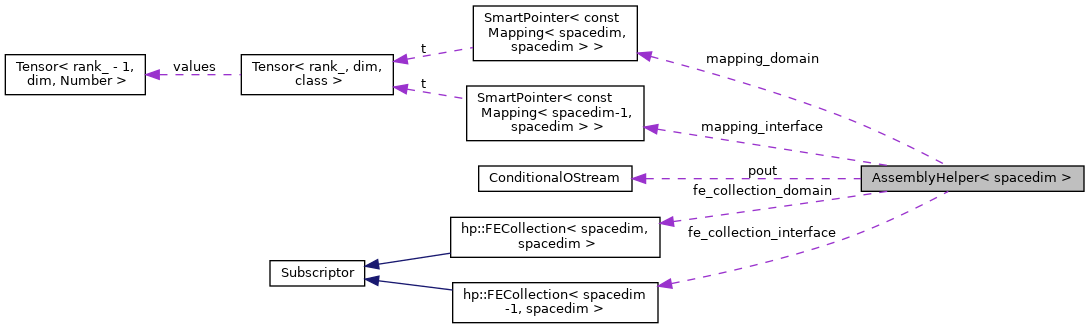 SmartPointer< const
Mapping< spacedim,
spacedim > >
t
mapping_domain
Tensor< rank_ - 1,
dim, Number >
values
Tensor< rank_, dim,
class >
t
SmartPointer< const
Mapping< spacedim-1,
spacedim > >
mapping_interface
ConditionalOStream
pout
AssemblyHelper< spacedim >
fe_collection_domain
hp::FECollection< spacedim,
spacedim >
fe_collection_interface
Subscriptor
hp::FECollection< spacedim
-1, spacedim >